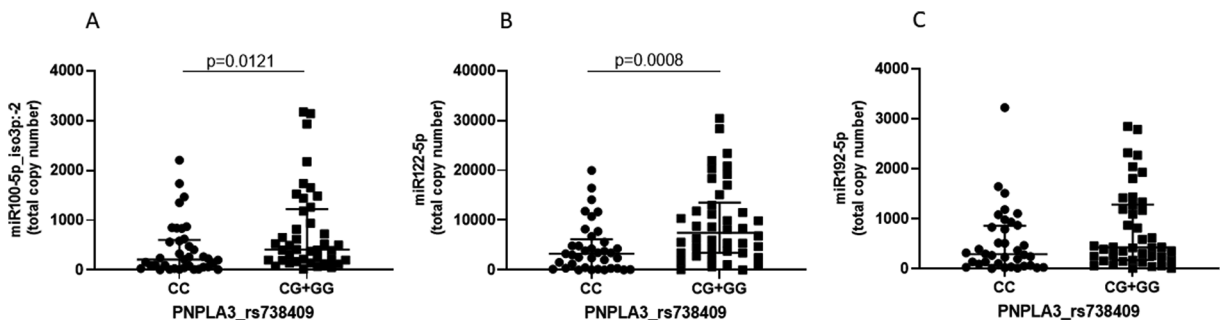 A
p=0.0121
miR100-5p_iso3p:-2
(total copy number)
4000
3000
2000
1000
0
CC
CG+GG
PNPLA3_rs738409
B
p=0.0008
miR122-5p
(total copy number)
40000
30000
20000
10000
0
CC
CG+GG
PNPLA3_rs738409
C
miR192-5p
(total copy number)
4000
3000
2000
1000
0
CC
CG+GG
PNPLA3_rs738409